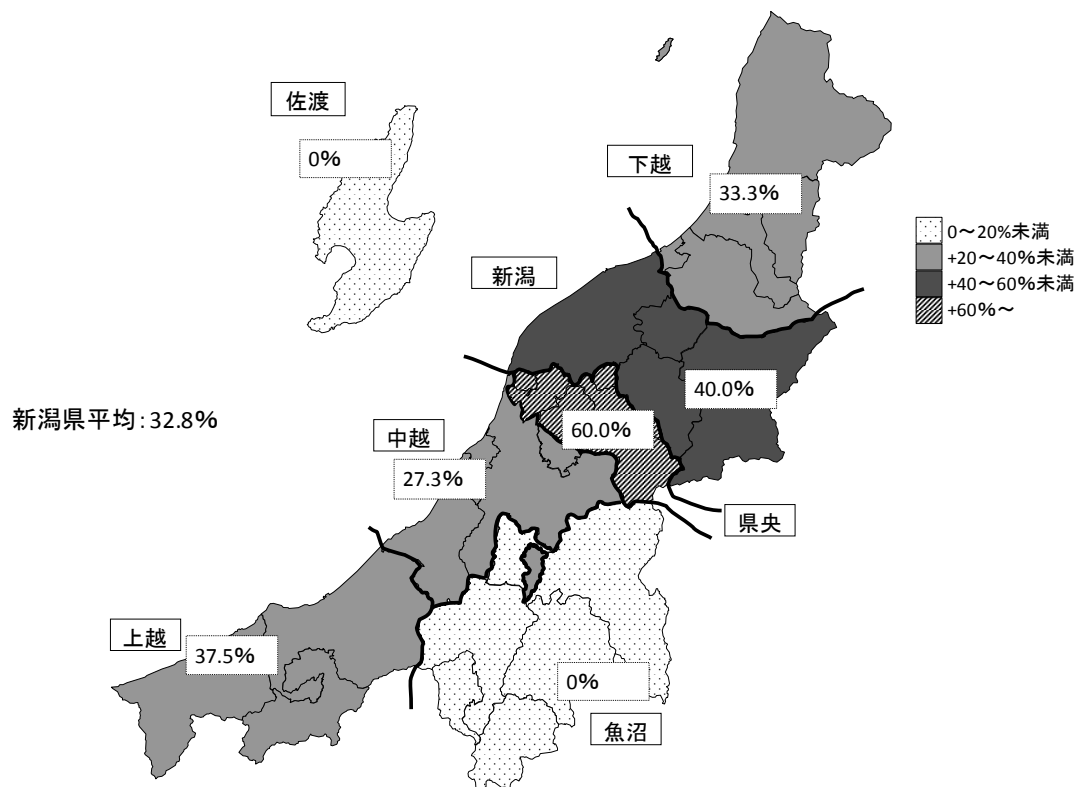 佐渡
0%
下越
33.3%
新潟
0～20%未満
+20～40%未満
+40～60%未満
+60%～
40.0%
新潟県平均：32.8%
60.0%
中越
27.3%
県央
上越
37.5%
0%
魚沼